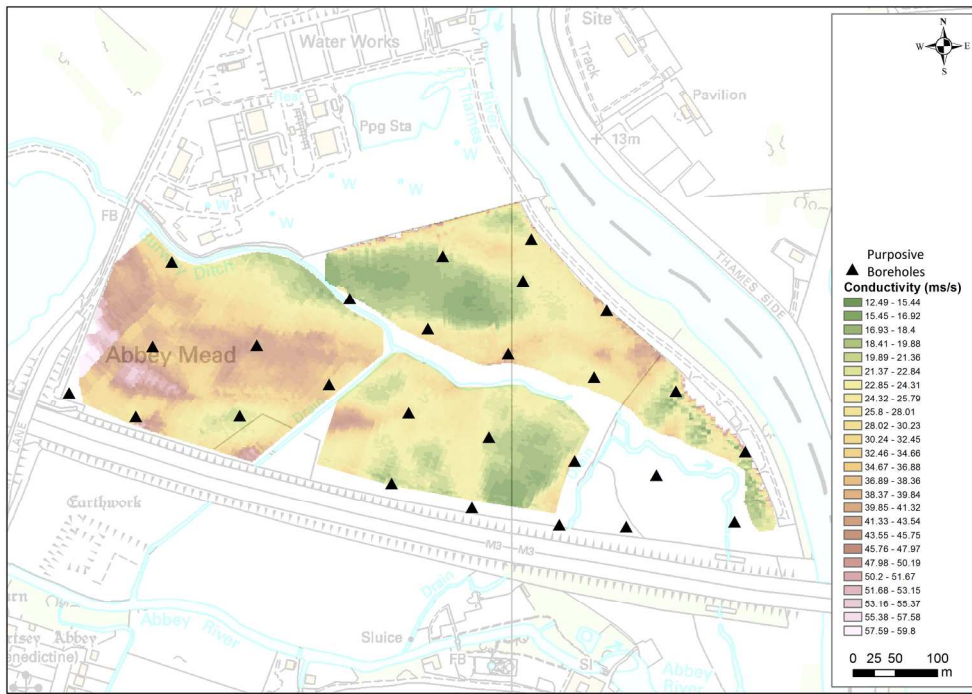 Water Works
Site
Track
Pavilion
River
Thames
Ppg Sta
13m
W
W
W
W
FB
Ditch
THAMES SIDE
Abbey Mead
LANE
Drain
Earthwork
M3
M3
Drain
Abbey River
Sluice
FB
Abbey
River
N
W
E
S
Purposive
Boreholes
Conductivity (ms/s)
12.49 - 15.44
15.45 - 16.92
16.93 - 18.4
18.41 - 19.88
19.89 - 21.36
21.37 - 22.84
22.85 - 24.31
24.32 - 25.79
25.8 - 28.01
28.02 - 30.23
30.24 - 32.45
32.46 - 34.66
34.67 - 36.88
36.89 - 38.36
38.37 - 39.84
39.85 - 41.32
41.33 - 43.54
43.55 - 45.75
45.76 - 47.97
47.98 - 50.19
50.2 - 51.67
51.68 - 53.15
53.16 - 55.37
55.38 - 57.58
57.59 - 59.8
0 25 50 100
m